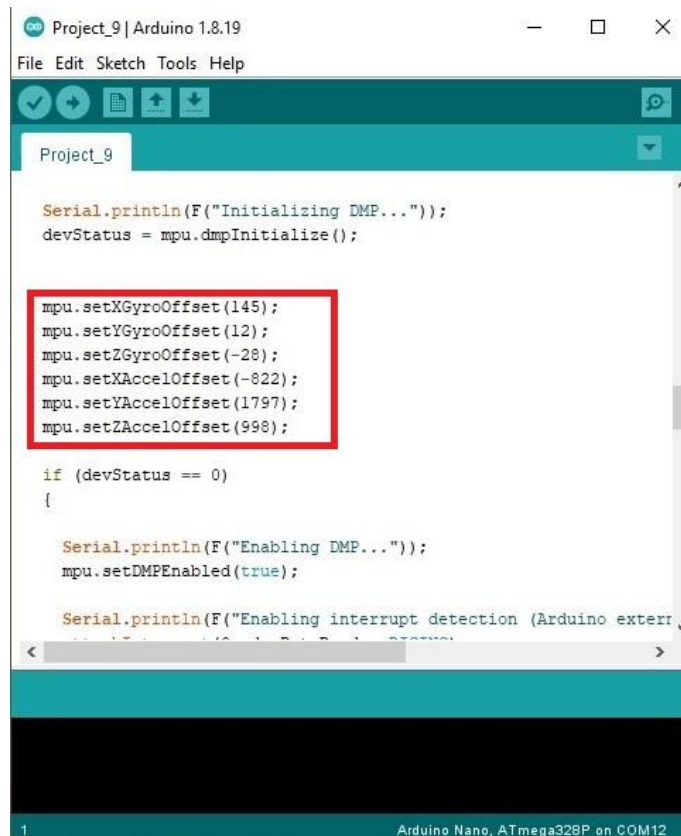 Project_9 | Arduino 1.8.19
File Edit Sketch Tools Help
Project_9
Serial.println(F("Initializing DMP..."));
devStatus = mpu.dmpInitialize();
mpu.setXGyroOffset(145);
mpu.setYGyroOffset(12);
mpu.setZGyroOffset(-28);
mpu.setXAccelOffset(-822);
mpu.setYAccelOffset(1797);
mpu.setZAccelOffset(998);
if (devStatus == 0)
{
Serial.println(F("Enabling DMP..."));
mpu.setDMPEnabled(true);
Serial.println(F("Enabling interrupt detection (Arduino extern
1
Arduino Nano, ATmega328P on COM12